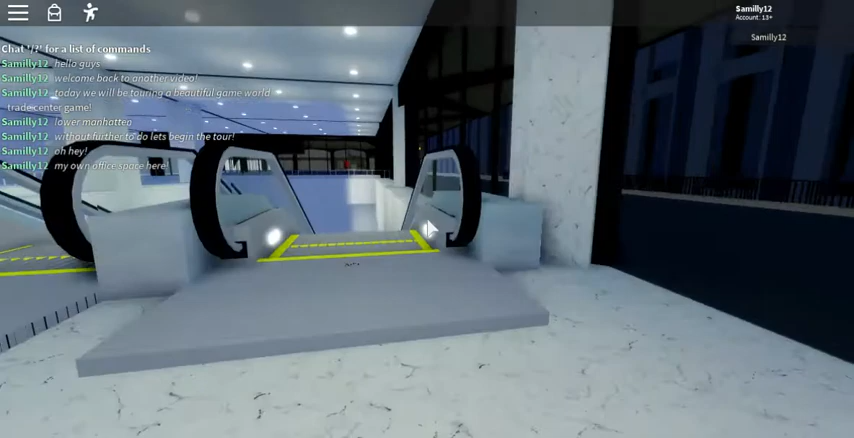 Samilly12
Account: 13+
Samilly12
Chat '/?' for a list of commands
Samilly12 hello guys
Samilly12 welcome back to another video!
Samilly12 today we will be touring a beautiful game world
tradecenter game!
Samilly12 lower manhatten
Samilly12 without further to do lets begin the tour!
Samilly12 oh hey!
Samilly12 my own office space here